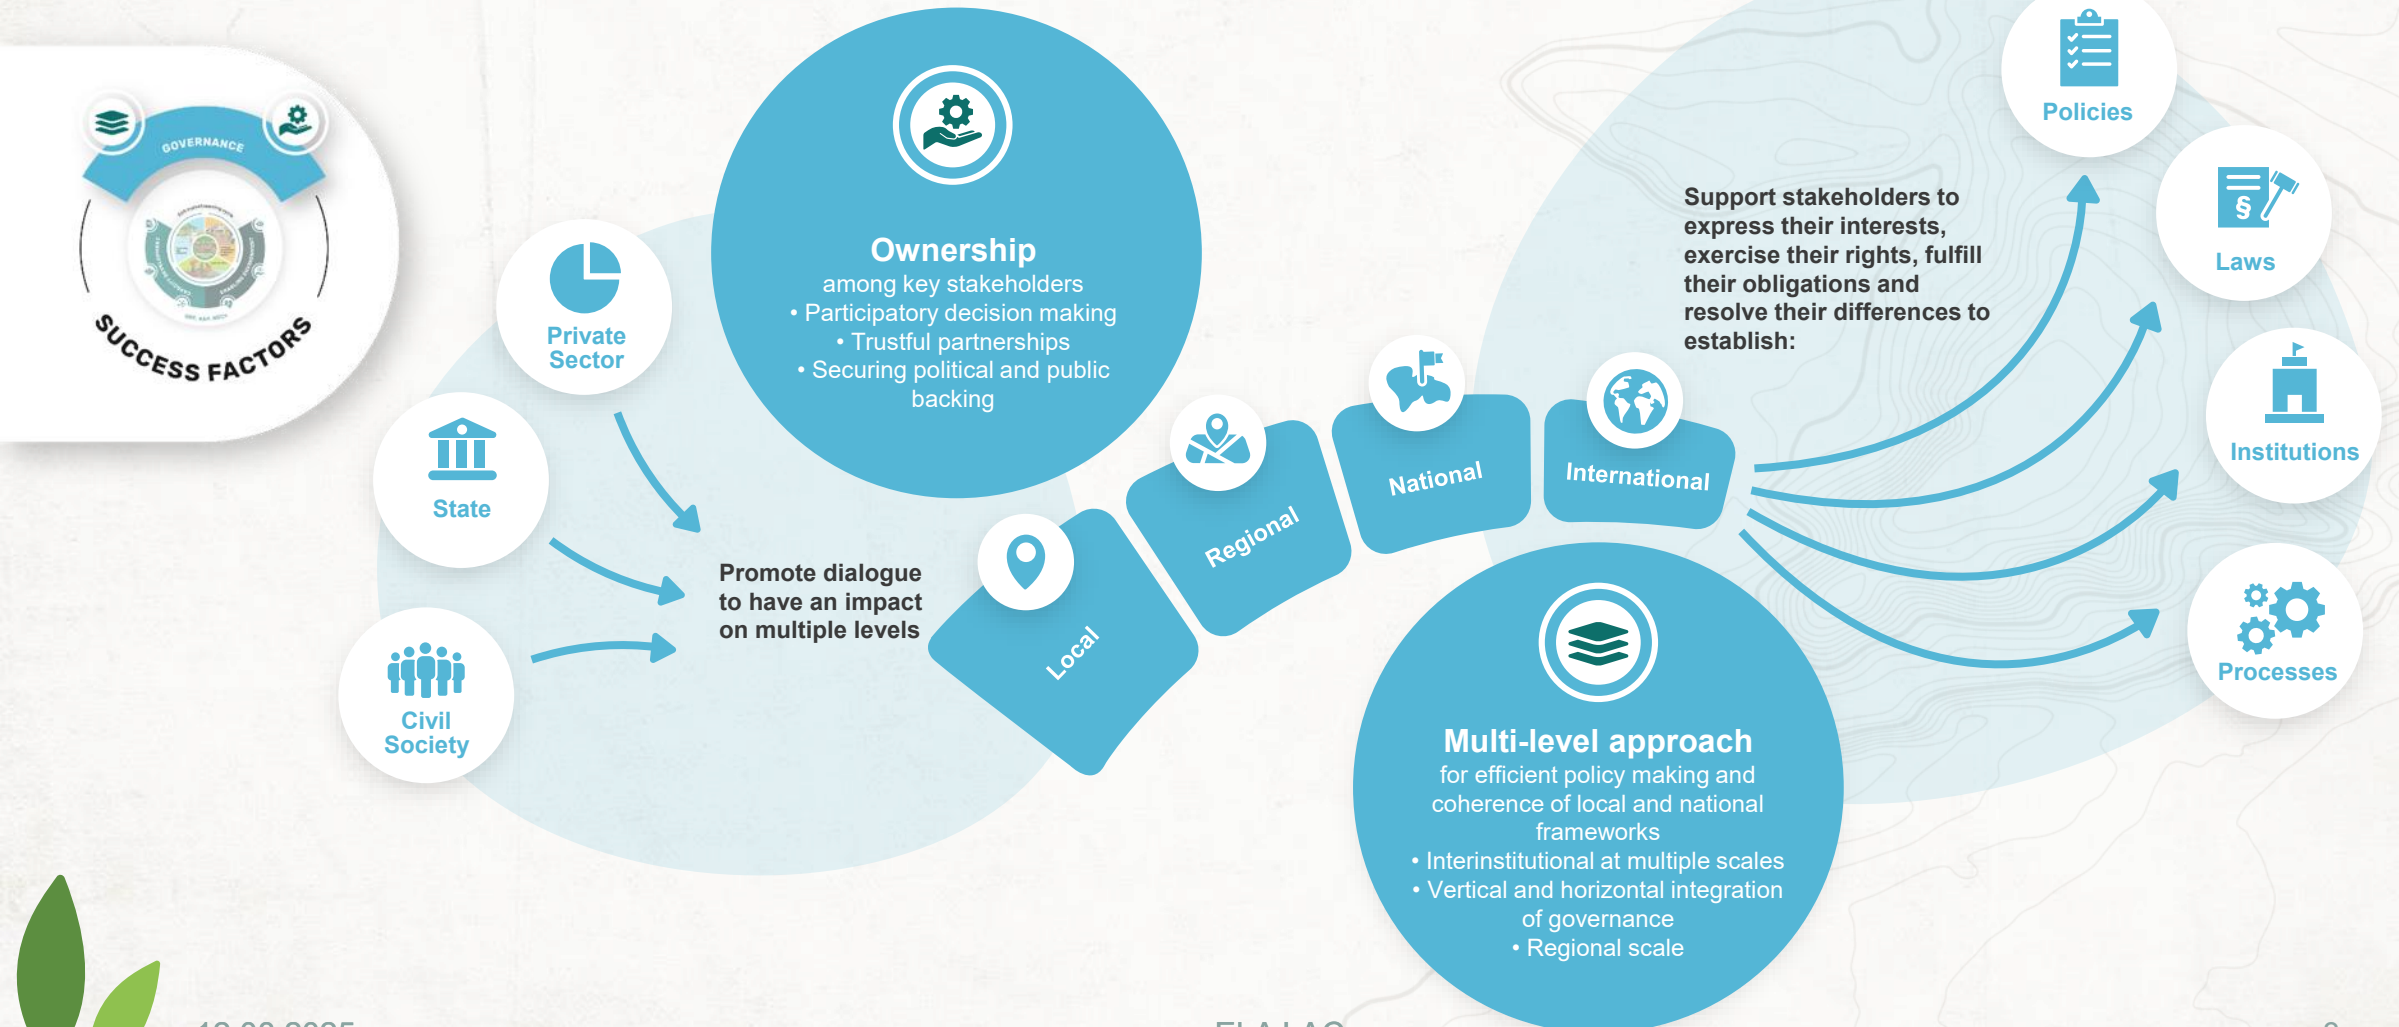 GOVERNANCE
SUCCESS FACTORS
Private
Sector
State
Civil
Society
Ownership
among key stakeholders
• Participatory decision making
• Trustful partnerships
• Securing political and public
backing
Promote dialogue
to have an impact
on multiple levels
Local
Regional
National
International
Multi-level approach
for efficient policy making and
coherence of local and national
frameworks
• Interinstitutional at multiple scales
• Vertical and horizontal integration
of governance
• Regional scale
Support stakeholders to
express their interests,
exercise their rights, fulfill
their obligations and
resolve their differences to
establish:
Policies
Laws
§
Institutions
Processes